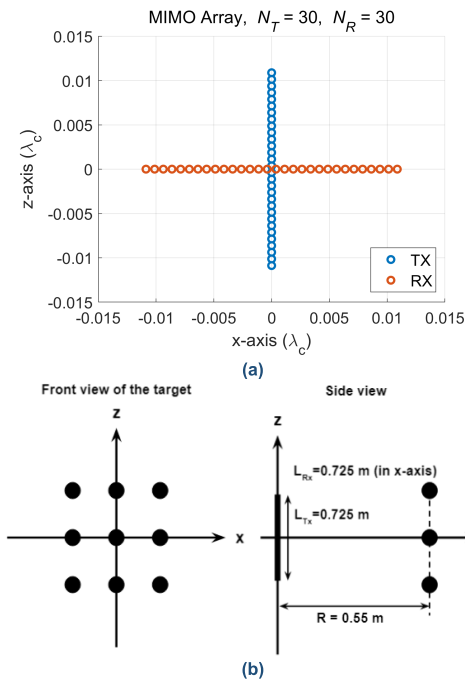 MIMO Array, N_T = 30, N_R = 30
0.015
0.01
0.005
0
-0.005
-0.01
-0.015
z-axis (λ_c)
TX
RX
-0.015 -0.01 -0.005 0 0.005 0.01 0.015
x-axis (λ_c)
(a)
Front view of the target
Side view
z
z
L_Rx=0.725 m (in x-axis)
L_Tx=0.725 m
x
R = 0.55 m
(b)